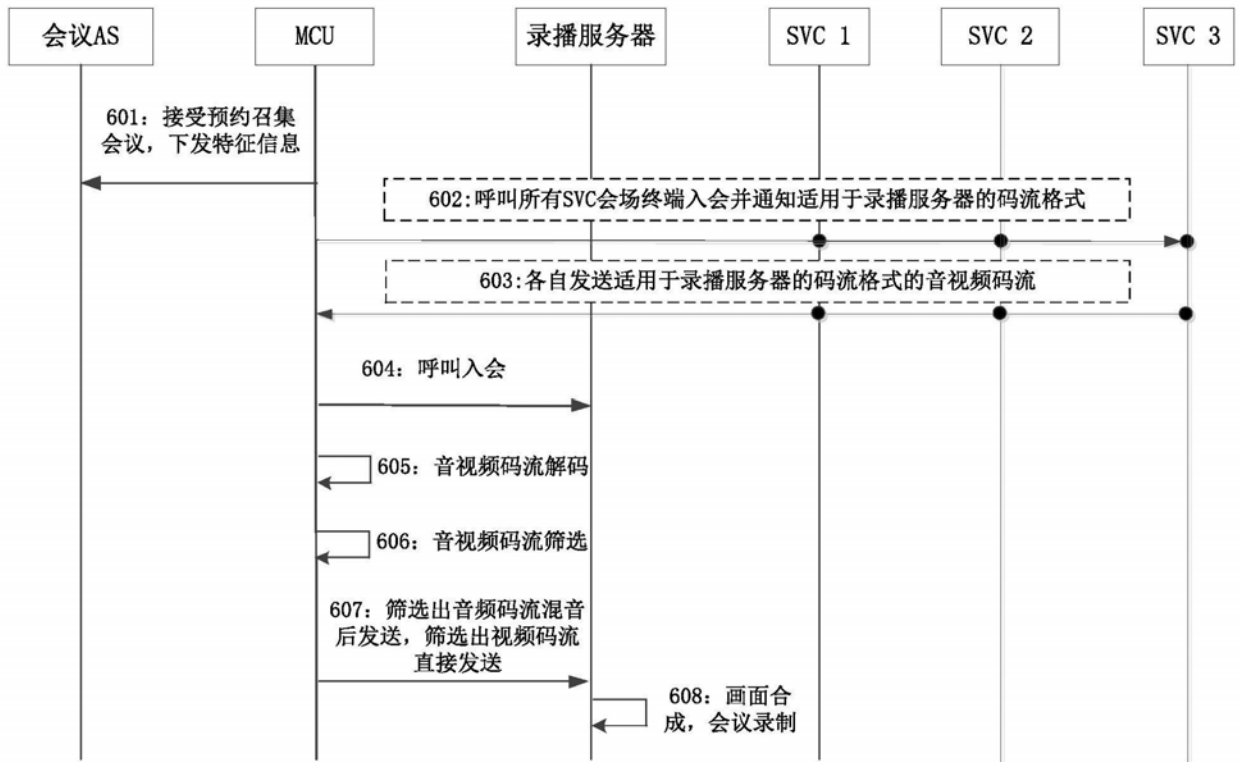 会议AS
MCU
录播服务器
SVC 1
SVC 2
SVC 3
601：接受预约召集
会议，下发特征信息
602:呼叫所有SVC会场终端入会并通知适用于录播服务器的码流格式
603:各自发送适用于录播服务器的码流格式的音视频码流
604：呼叫入会
605：音视频码流解码
606：音视频码流筛选
607：筛选出音频码流混音
后发送，筛选出视频码流
直接发送
608：画面合
成，会议录制